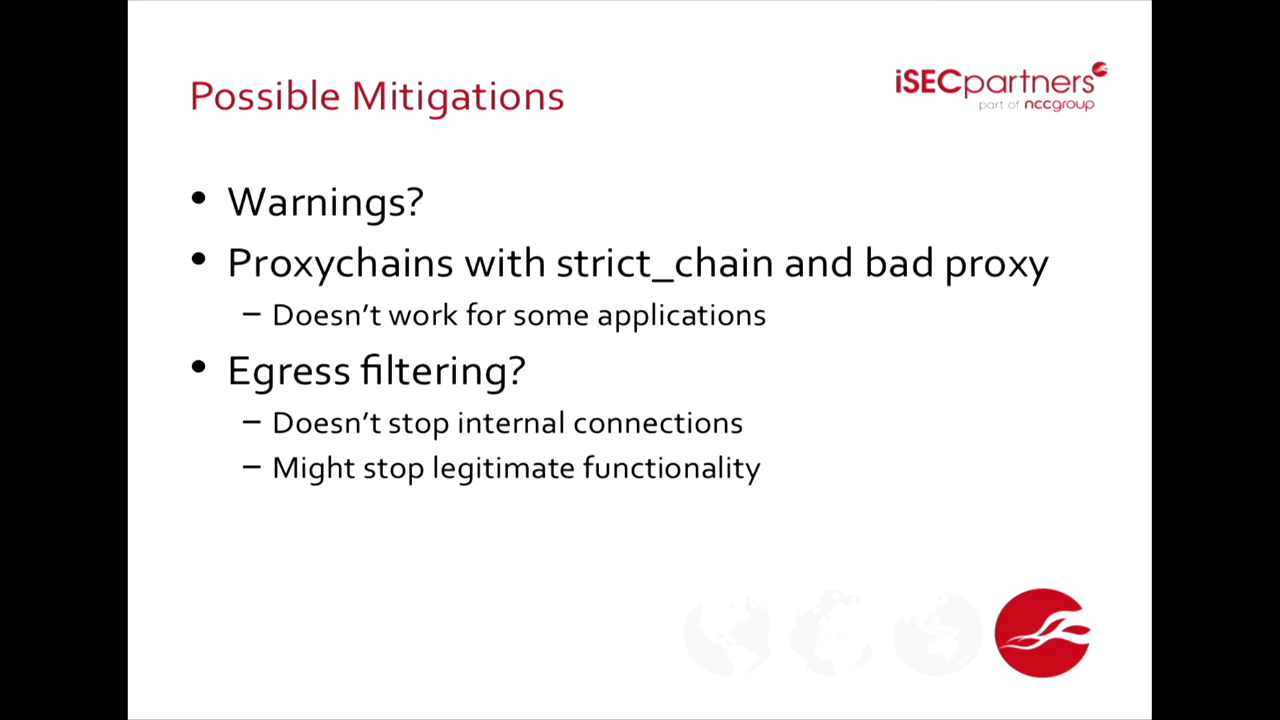 Possible Mitigations
iSECpartners
part of nccgroup
• Warnings?
• Proxychains with strict_chain and bad proxy
– Doesn’t work for some applications
• Egress filtering?
– Doesn’t stop internal connections
– Might stop legitimate functionality